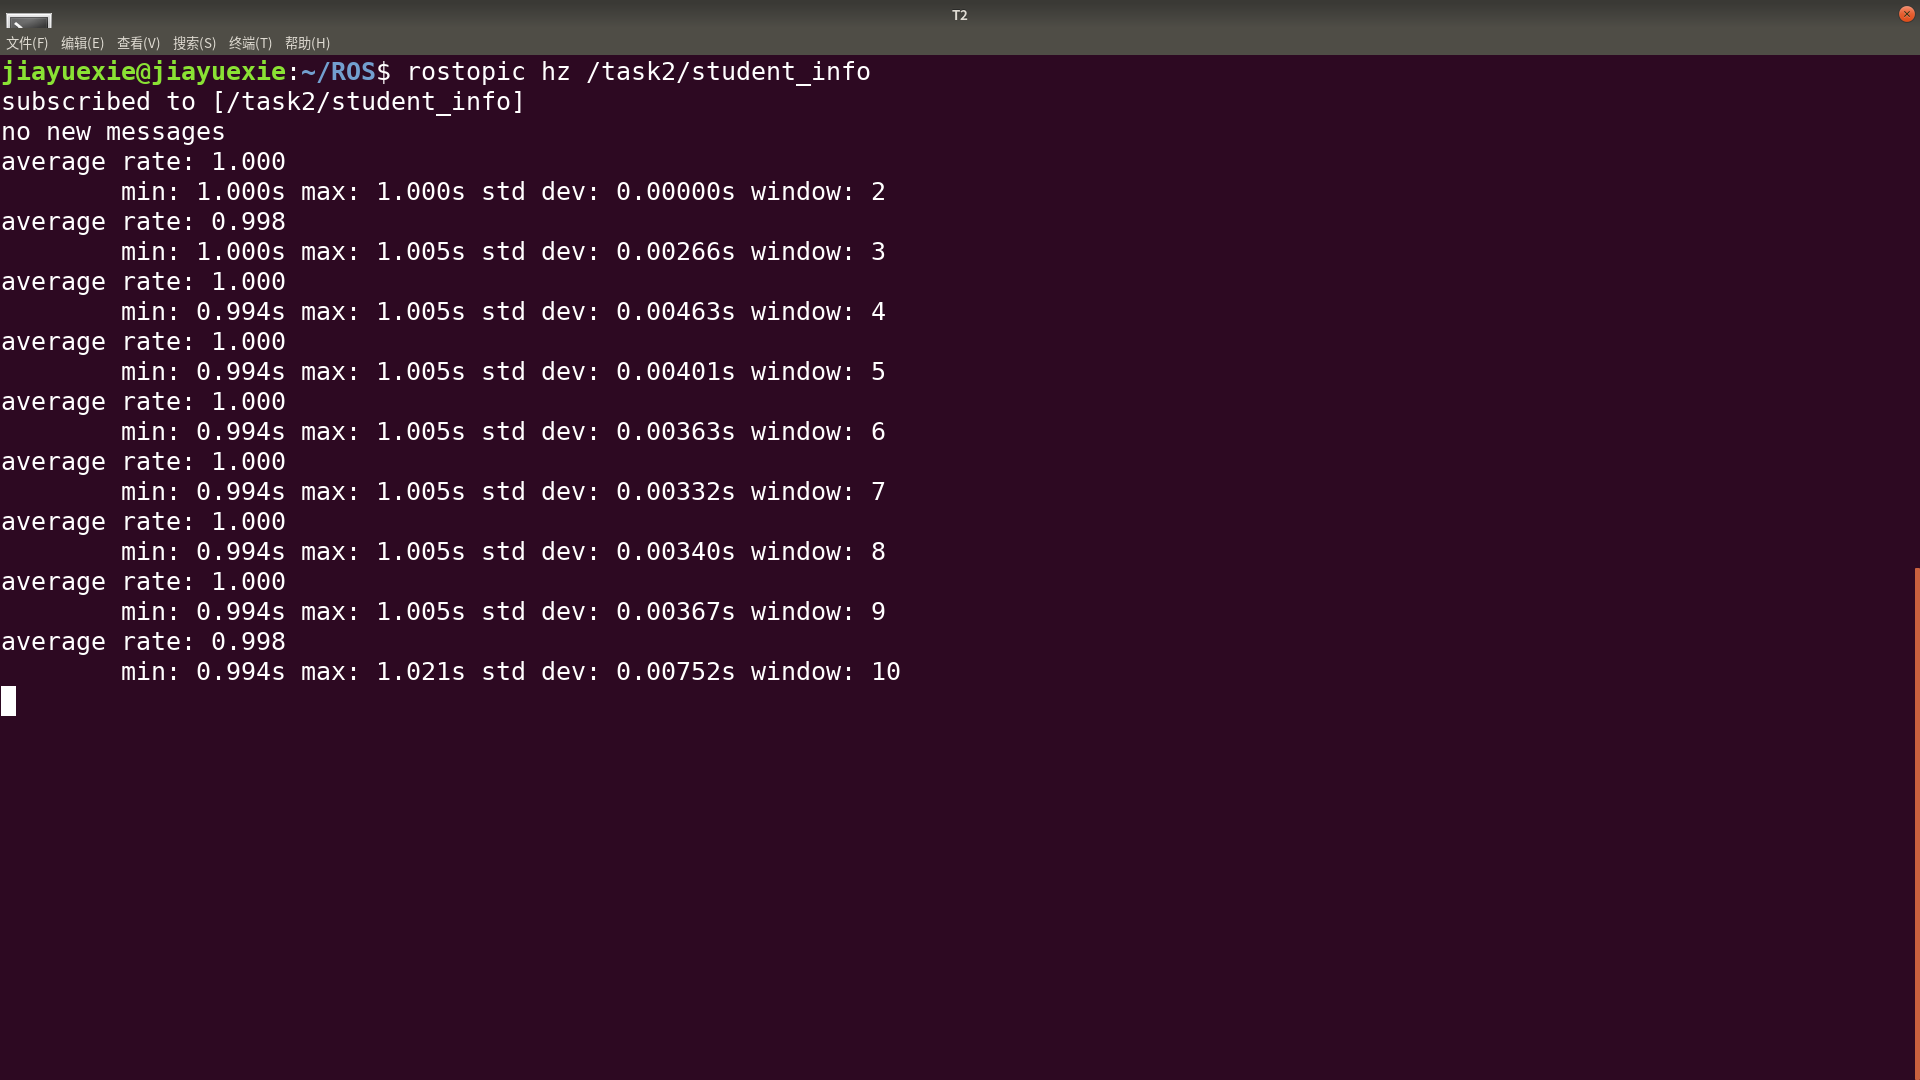 T2
文件(F) 编辑(E) 查看(V) 搜索(S) 终端(T) 帮助(H)
jiayuexie@jiayuexie:~/ROS$ rostopic hz /task2/student_info
subscribed to [/task2/student_info]
no new messages
average rate: 1.000
        min: 1.000s max: 1.000s std dev: 0.00000s window: 2
average rate: 0.998
        min: 1.000s max: 1.005s std dev: 0.00266s window: 3
average rate: 1.000
        min: 0.994s max: 1.005s std dev: 0.00463s window: 4
average rate: 1.000
        min: 0.994s max: 1.005s std dev: 0.00401s window: 5
average rate: 1.000
        min: 0.994s max: 1.005s std dev: 0.00363s window: 6
average rate: 1.000
        min: 0.994s max: 1.005s std dev: 0.00332s window: 7
average rate: 1.000
        min: 0.994s max: 1.005s std dev: 0.00340s window: 8
average rate: 1.000
        min: 0.994s max: 1.005s std dev: 0.00367s window: 9
average rate: 0.998
        min: 0.994s max: 1.021s std dev: 0.00752s window: 10